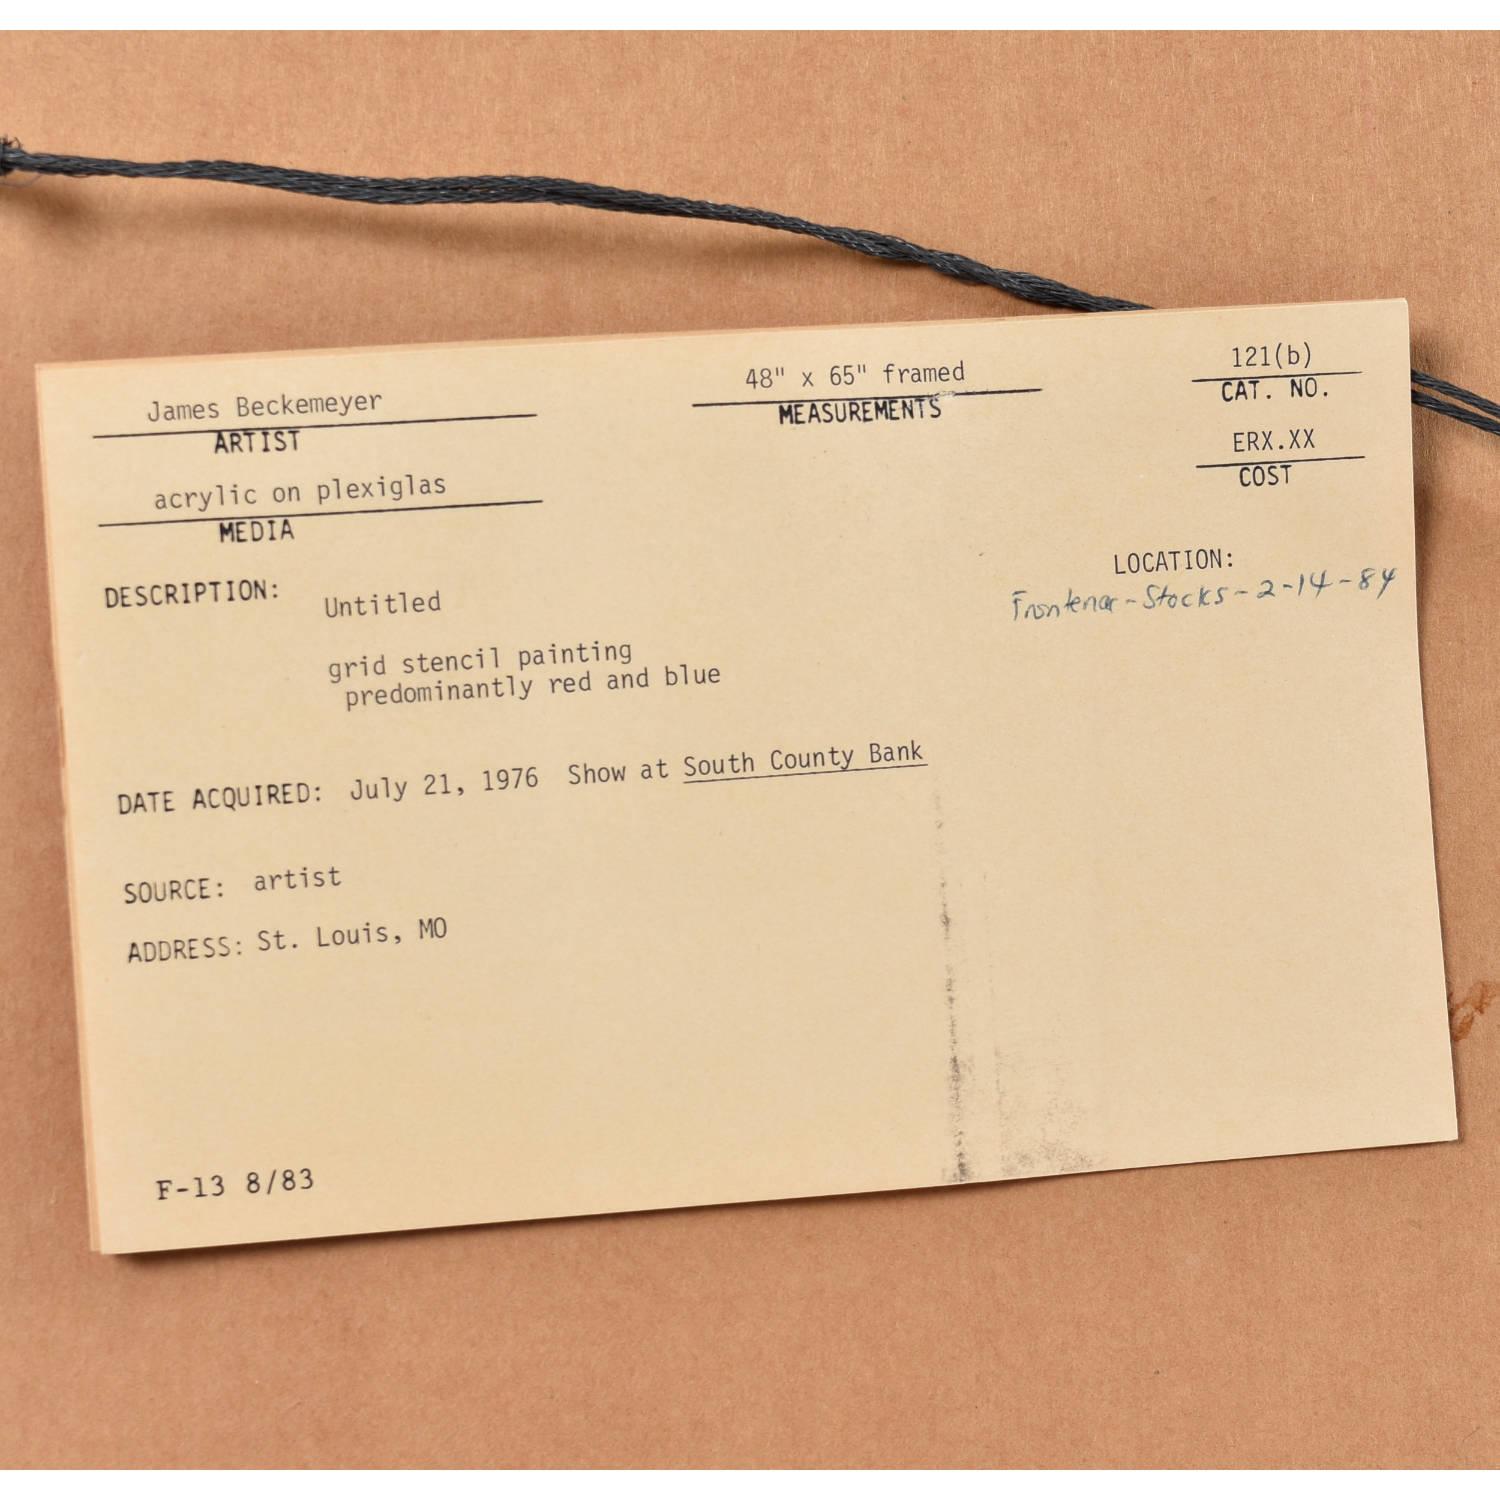 James Beckemeyer
ARTIST
48" x 65" framed
MEASUREMENTS
121(b)
CAT. NO.
ERX.XX
COST
acrylic on plexiglas
MEDIA
LOCATION:
Frontenac - Stocks - 2-14-84
DESCRIPTION:
Untitled
grid stencil painting
predominantly red and blue
DATE ACQUIRED: July 21, 1976 Show at South County Bank
SOURCE: artist
ADDRESS: St. Louis, MO
F-13 8/83